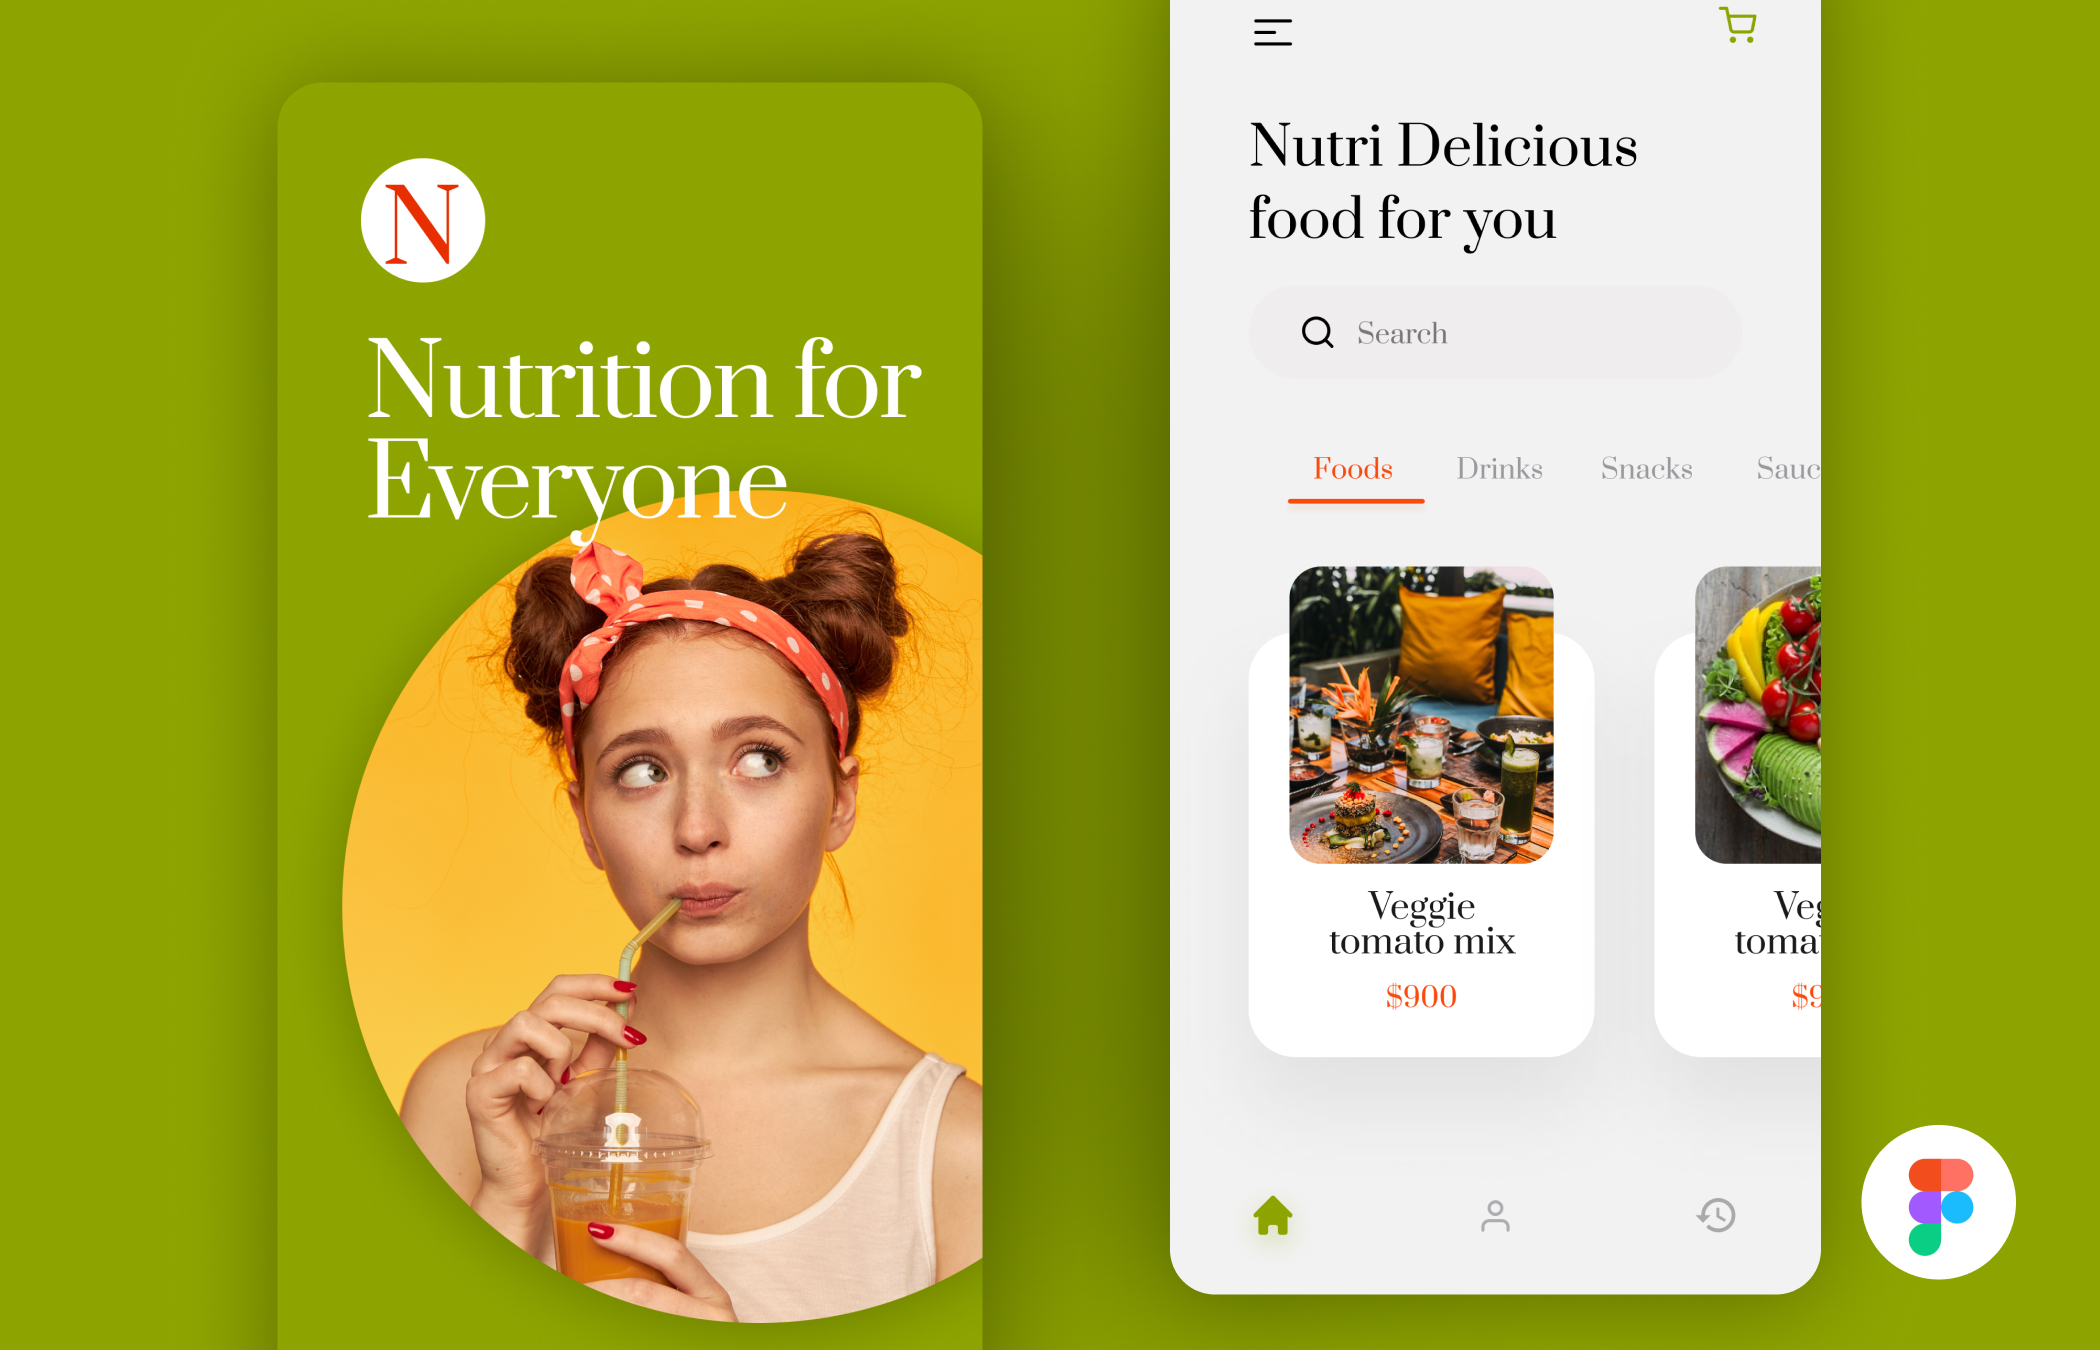 N
Nutrition for
Everyone
Nutri Delicious
food for you
Search
Foods Drinks Snacks Sauc
Veggie
tomato mix
$900
Veg
toma
$9